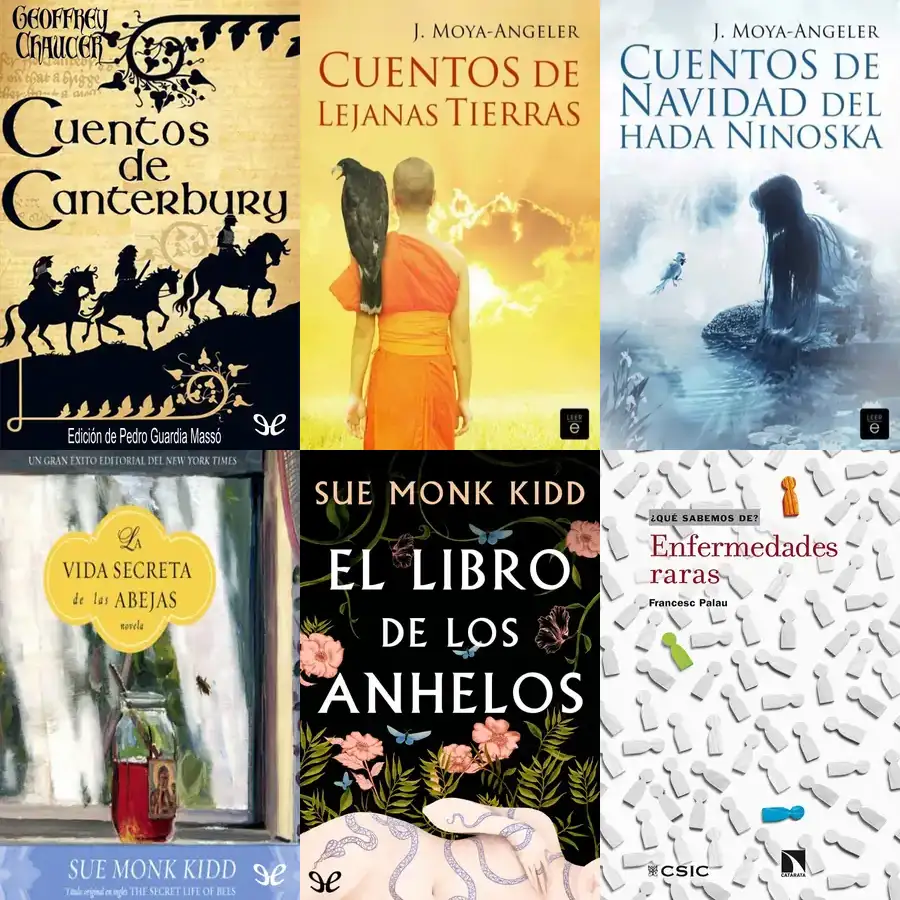 GEOFFREY
CHAUCER
Cuentos
de
Canterbury
Edición de Pedro Guardia Massó
J. MOYA-ANGELER
CUENTOS DE
LEJANAS TIERRAS
LEER
e
J. MOYA-ANGELER
CUENTOS DE
NAVIDAD DEL
HADA NINOSKA
LEER
e
UN GRAN ÉXITO EDITORIAL DEL NEW YORK TIMES
La
VIDA SECRETA
de las ABEJAS
novela
SUE MONK KIDD
Título original en inglés THE SECRET LIFE OF BEES
SUE MONK KIDD
EL LIBRO
DE LOS
ANHELOS
¿QUÉ SABEMOS DE?
Enfermedades
raras
Francesc Palau
CSIC
CATARATA